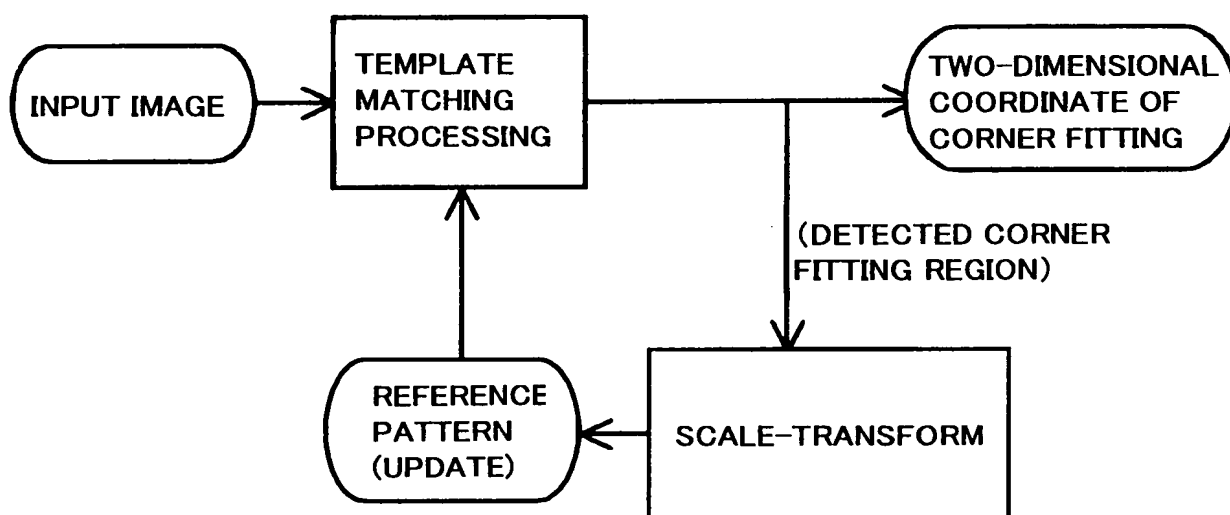 INPUT IMAGE
TEMPLATE
MATCHING
PROCESSING
TWO-DIMENSIONAL
COORDINATE OF
CORNER FITTING
(DETECTED CORNER
FITTING REGION)
REFERENCE
PATTERN
(UPDATE)
SCALE-TRANSFORM